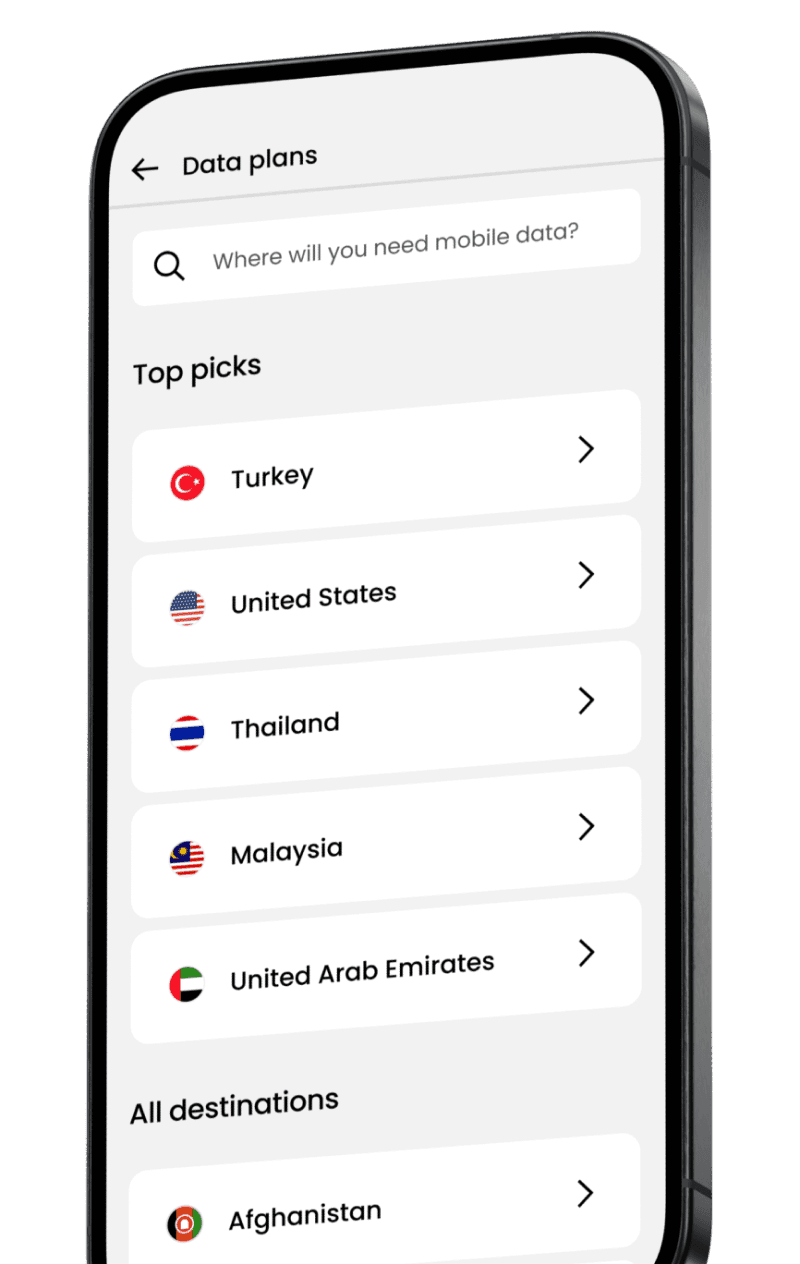 Data plans
Where will you need mobile data?
Top picks
Turkey
United States
Thailand
Malaysia
United Arab Emirates
All destinations
Afghanistan